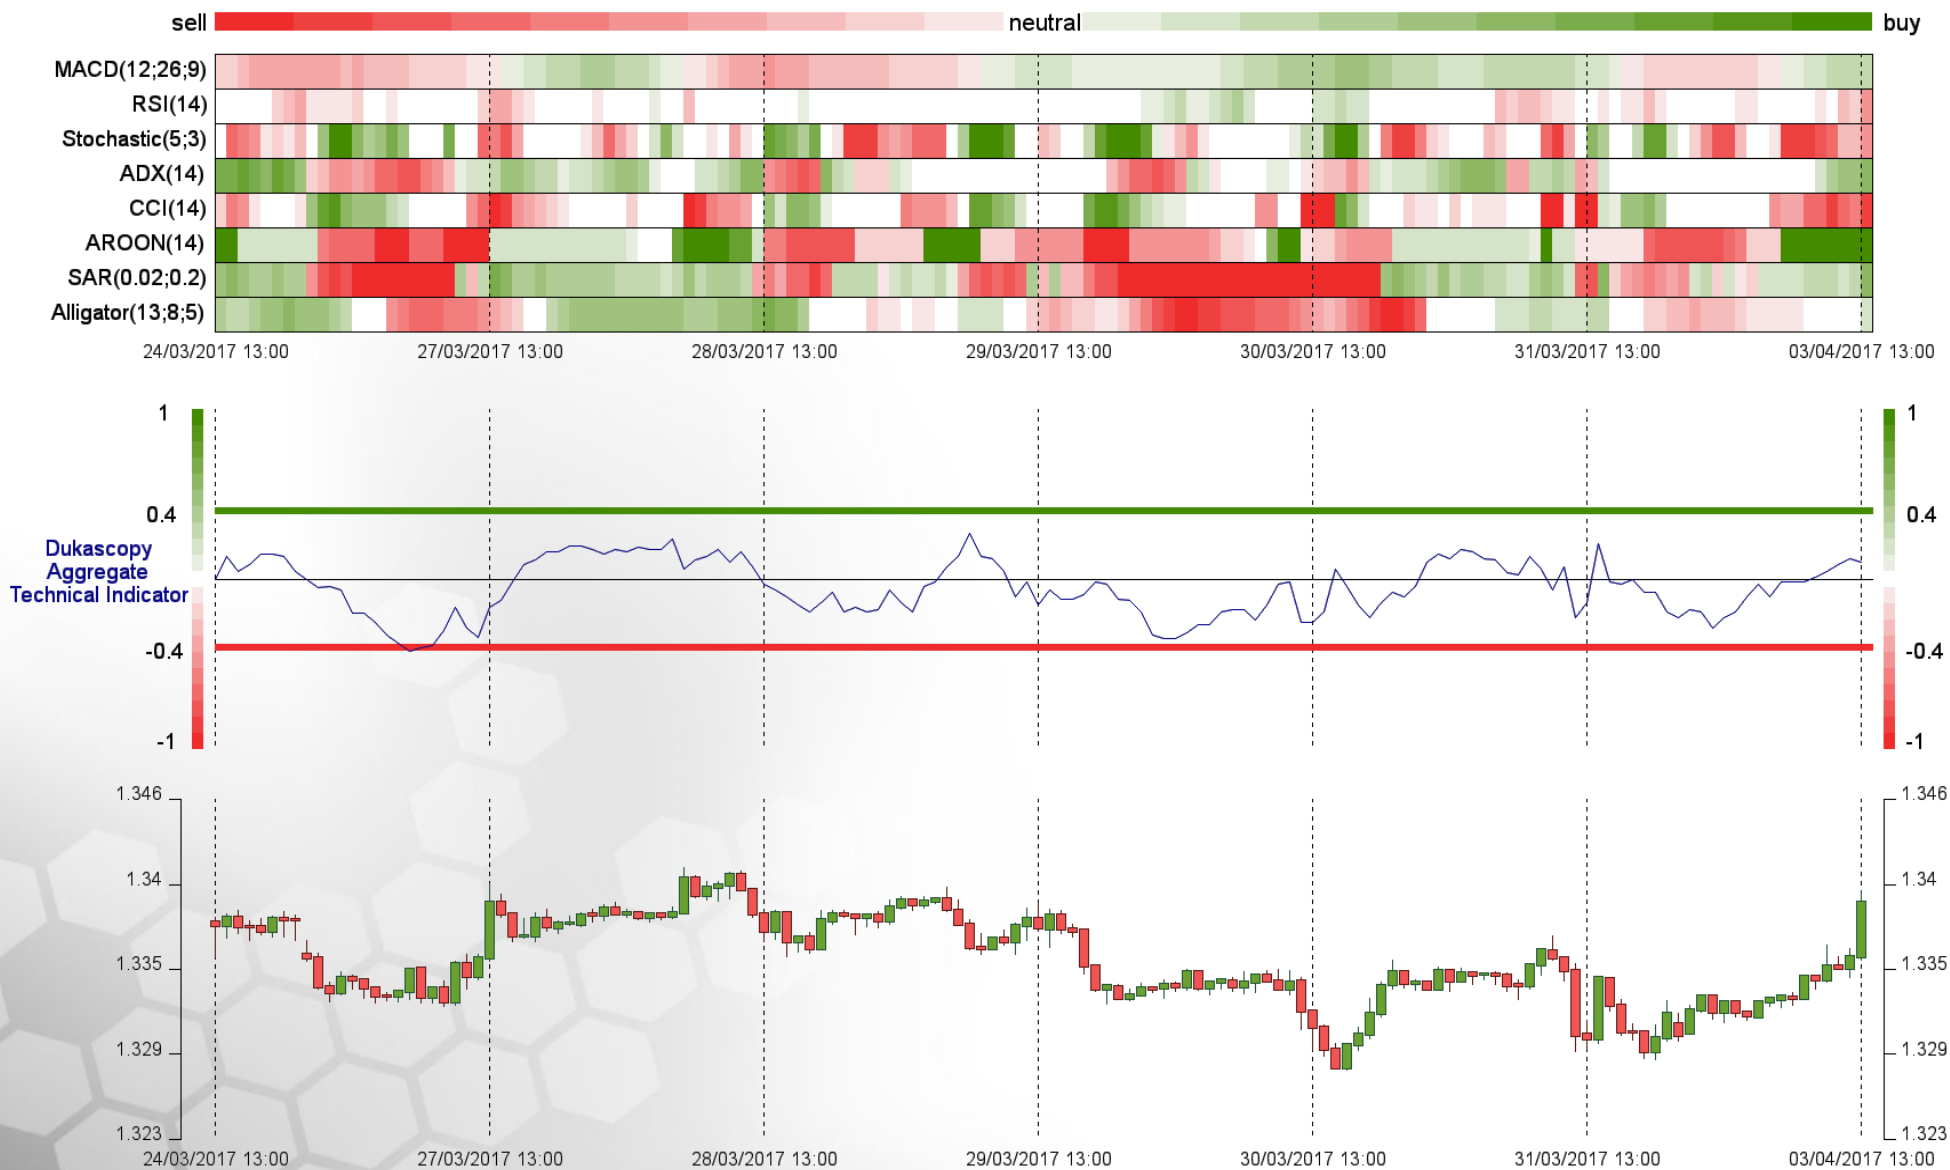 sell neutral buy
MACD(12;26;9)
RSI(14)
Stochastic(5;3)
ADX(14)
CCI(14)
AROON(14)
SAR(0.02;0.2)
Alligator(13;8;5)
24/03/2017 13:00 27/03/2017 13:00 28/03/2017 13:00 29/03/2017 13:00 30/03/2017 13:00 31/03/2017 13:00 03/04/2017 13:00
1 1
0.4 0.4
Dukascopy
Aggregate
Technical Indicator
-0.4 -0.4
-1 -1
1.346 1.346
1.34 1.34
1.335 1.335
1.329 1.329
1.323 1.323
24/03/2017 13:00 27/03/2017 13:00 28/03/2017 13:00 29/03/2017 13:00 30/03/2017 13:00 31/03/2017 13:00 03/04/2017 13:00